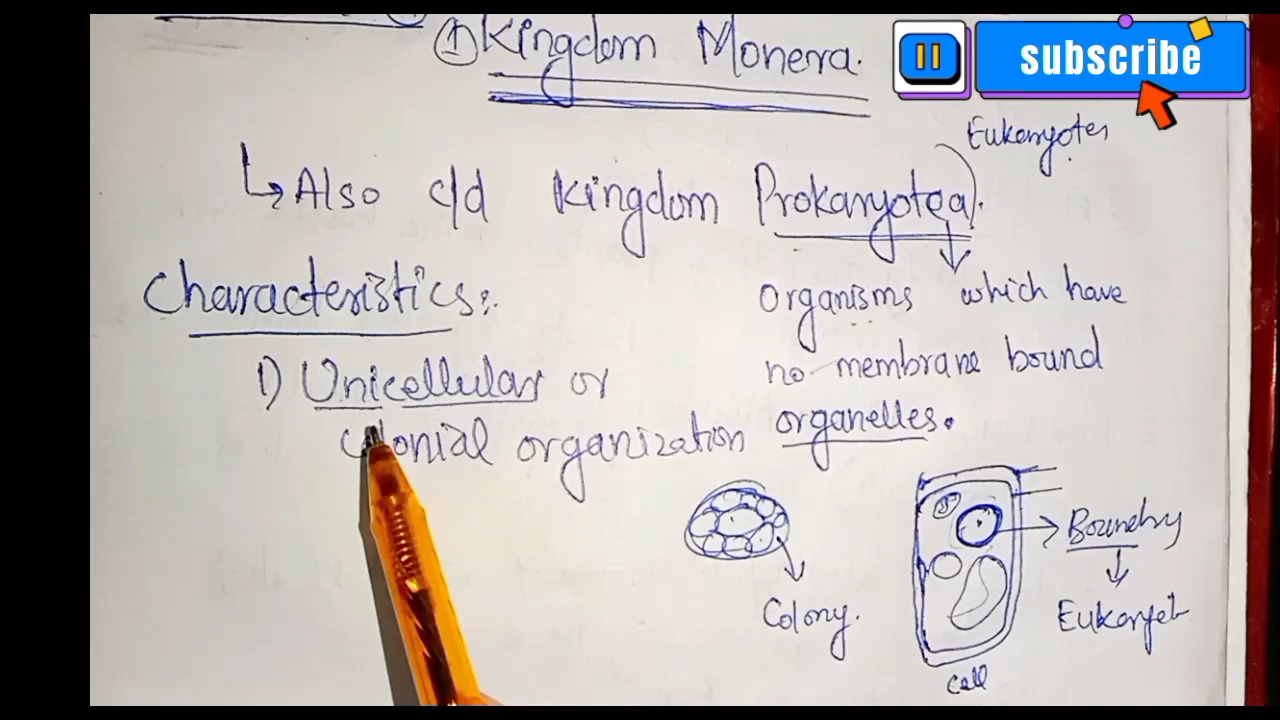 ① Kingdom Monera.
subscribe
Eukaryotes
Also c/d Kingdom Prokaryotea).
Characteristics:
organisms which have
no membrane bound
organelles.
1) Unicellular or
colonial organization
Colony.
Boundry
Eukaryot
cell